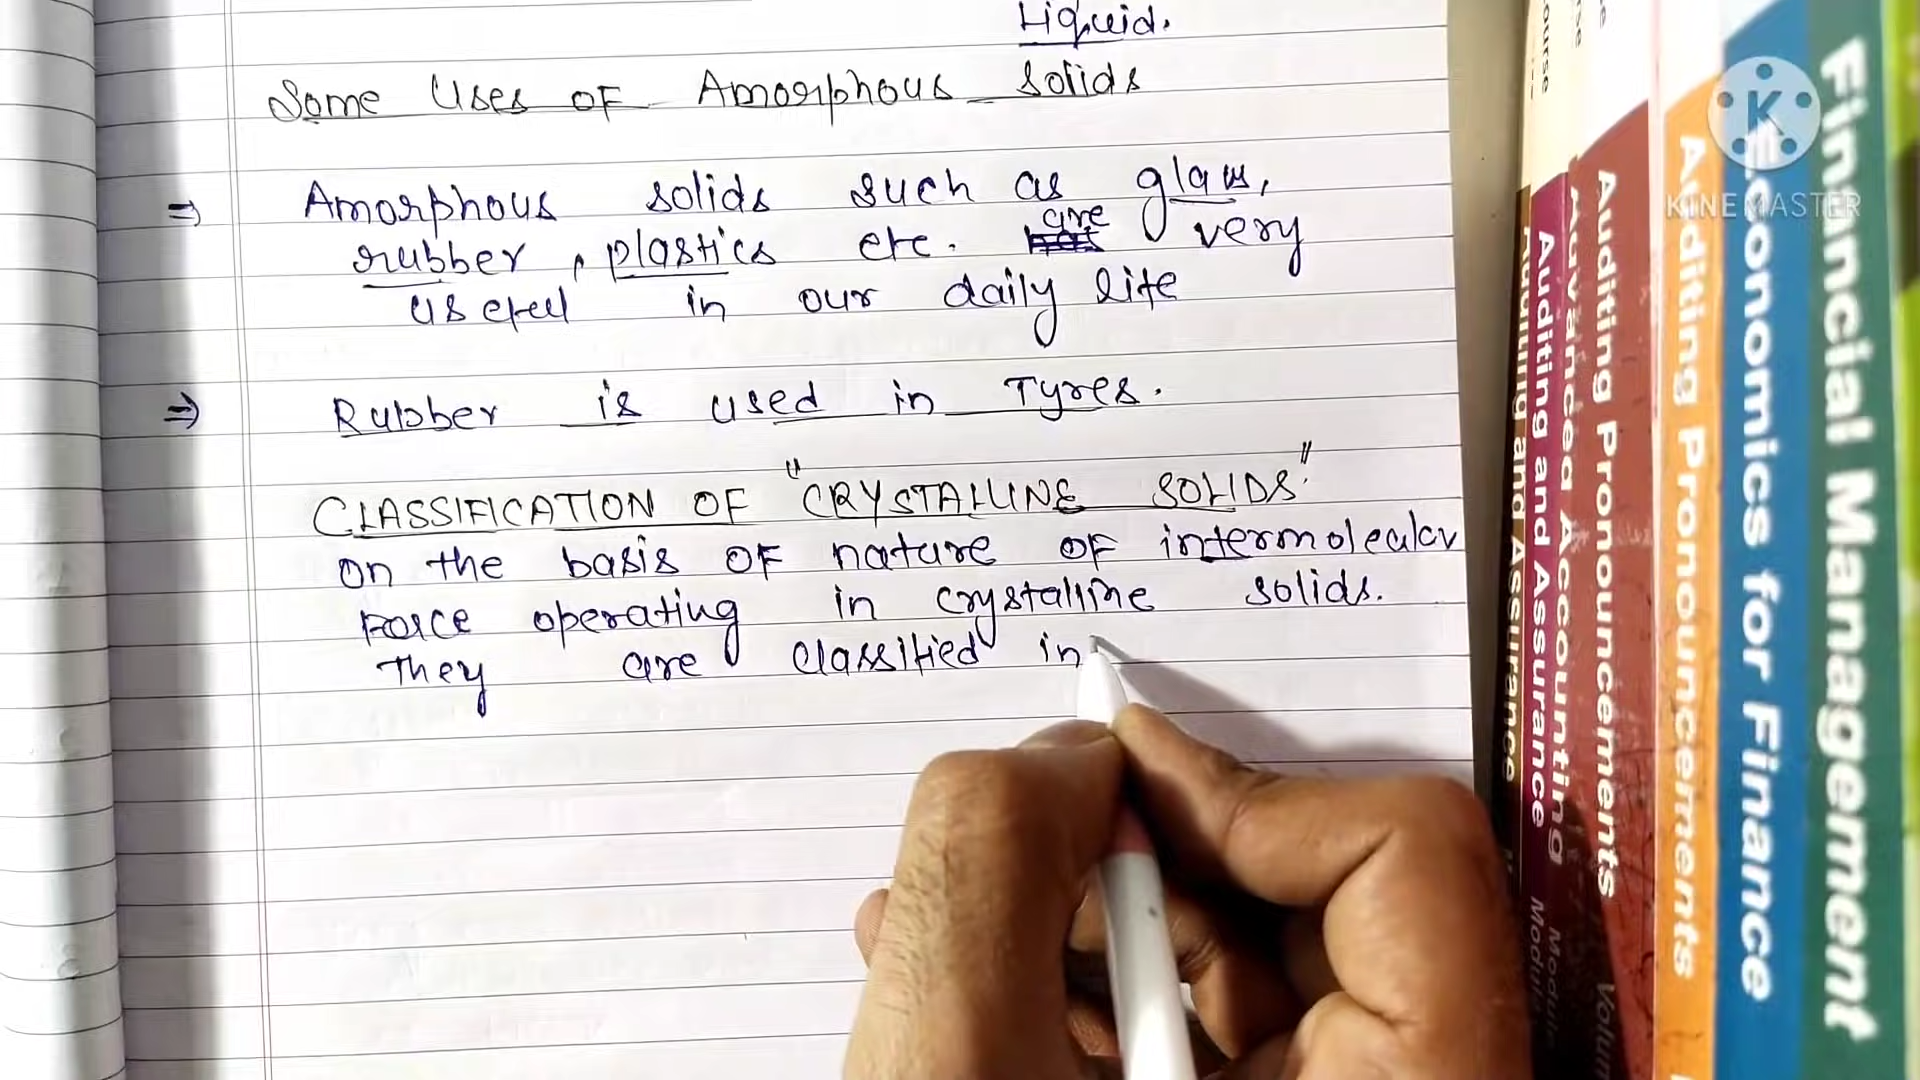 Liquid.
Some Uses OF Amorphous solids
⇒ Amorphous solids such as glass,
rubber, plastics etc. are very
useful in our daily life
⇒ Rubber is used in Tyres.
CLASSIFICATION OF "CRYSTALLINE SOLIDS."
on the basis OF nature OF intermolecular
Force operating in crystalline solids.
They are classified in
Financial Management
Economics for Finance
Auditing Pronouncements
Auditing Pronouncements
Advanced Accounting
Module
Auditing and Assurance
Module
Auditing and Assurance
K
KINEMASTER